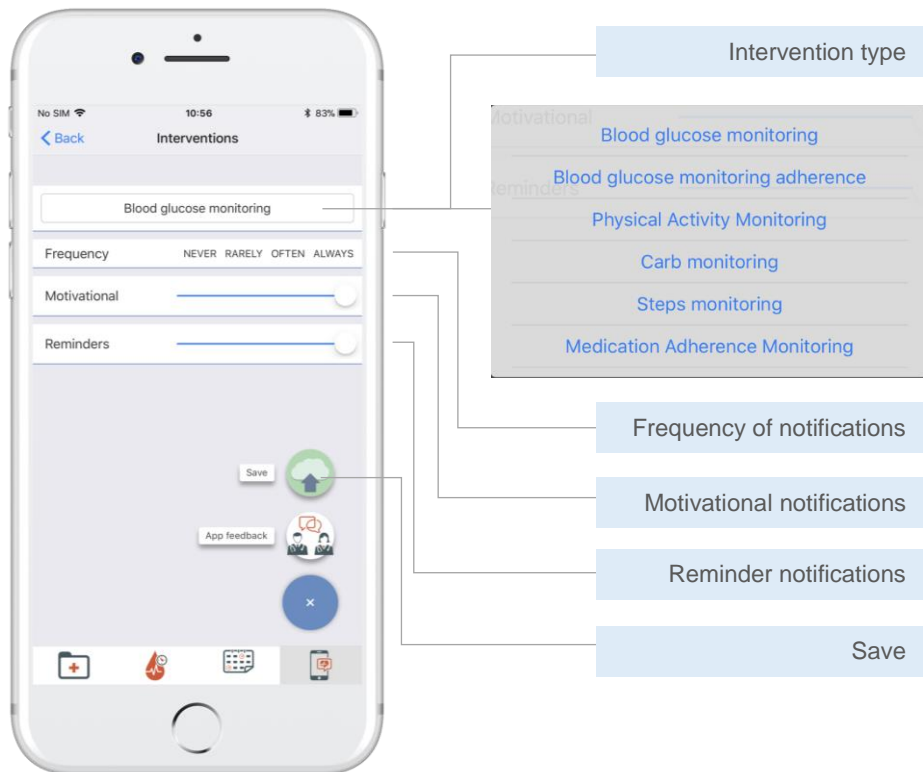 Intervention type
No SIM 10:56 83%
Back Interventions
Motivational
Blood glucose monitoring
Blood glucose monitoring adherence
Reminders
Physical Activity Monitoring
Carb monitoring
Steps monitoring
Medication Adherence Monitoring
Blood glucose monitoring
Frequency NEVER RARELY OFTEN ALWAYS
Motivational
Reminders
Frequency of notifications
Save
App feedback
Motivational notifications
Reminder notifications
Save